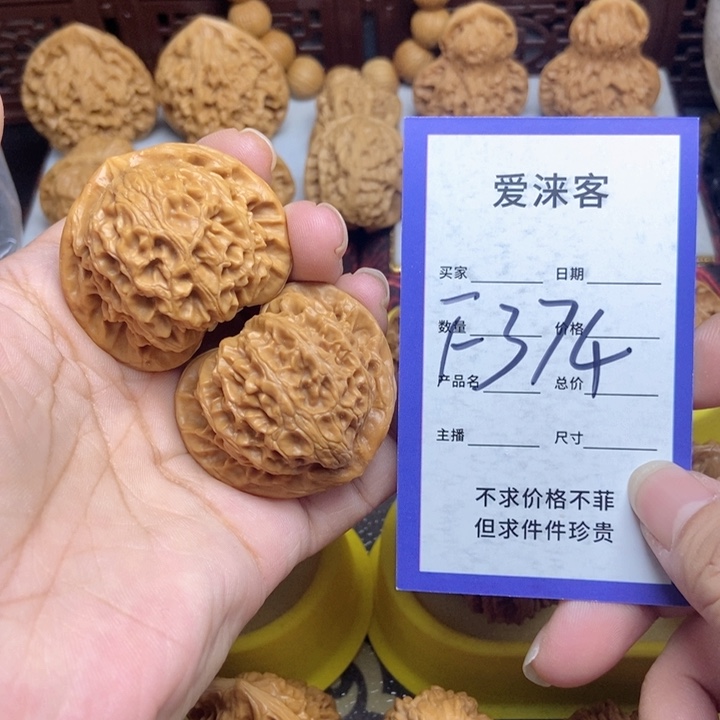 爱涞客
买家 日期
数量 价格
F374
产品名 总价
主播 尺寸
不求价格不菲
但求件件珍贵